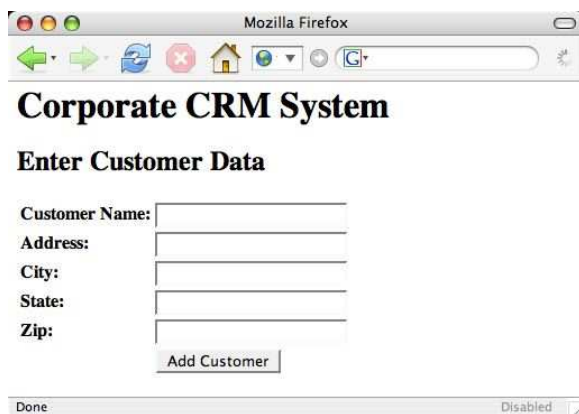 Mozilla Firefox
G
Corporate CRM System
Enter Customer Data
Customer Name:
Address:
City:
State:
Zip:
Add Customer
Done Disabled